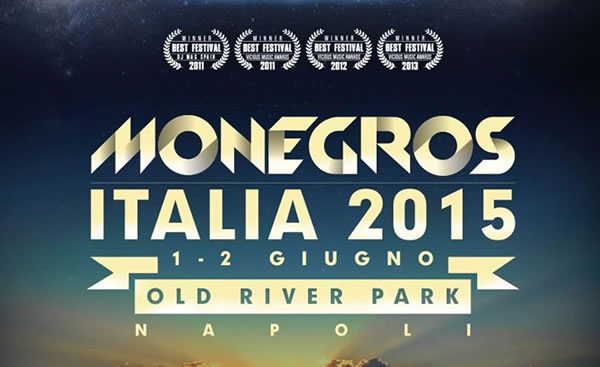 WINNER WINNER WINNER WINNER
BEST FESTIVAL BEST FESTIVAL BEST FESTIVAL BEST FESTIVAL
DJ MAG SPAIN VICIOUS MUSIC AWARDS VICIOUS MUSIC AWARDS VICIOUS MUSIC AWARDS
2011 2011 2012 2013
MONEGROS
ITALIA 2015
1-2 GIUGNO
OLD RIVER PARK
NAPOLI